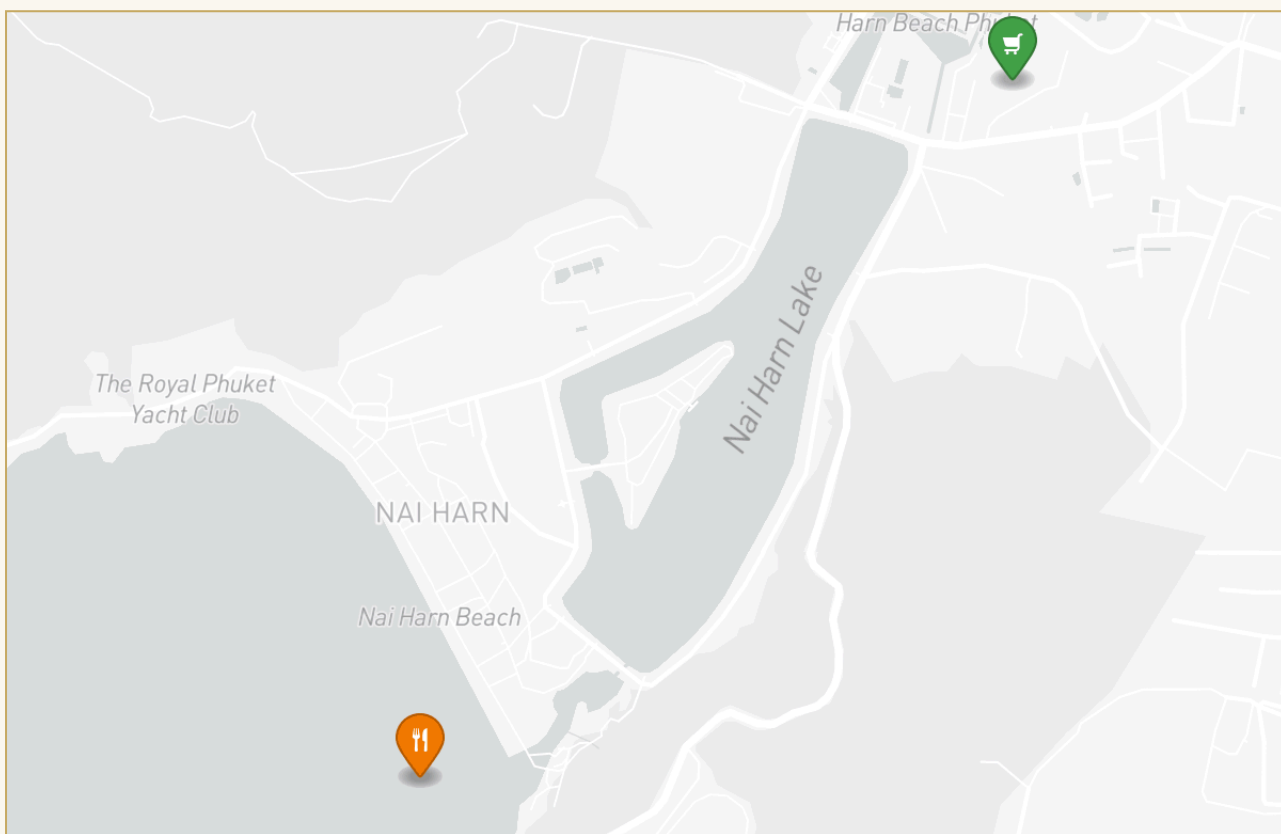 Harn Beach Phuket
Nai Harn Lake
The Royal Phuket
Yacht Club
NAI HARN
Nai Harn Beach